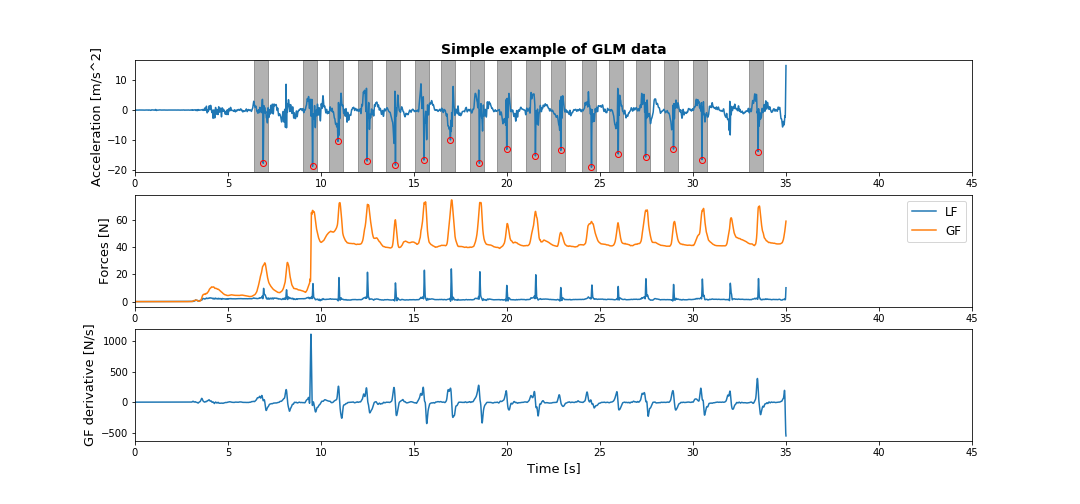 Simple example of GLM data
Acceleration [m/s^2]
10
0
−10
−20
0 5 10 15 20 25 30 35 40 45
Forces [N]
60
40
20
0
LF
GF
0 5 10 15 20 25 30 35 40 45
GF derivative [N/s]
1000
500
0
−500
0 5 10 15 20 25 30 35 40 45
Time [s]